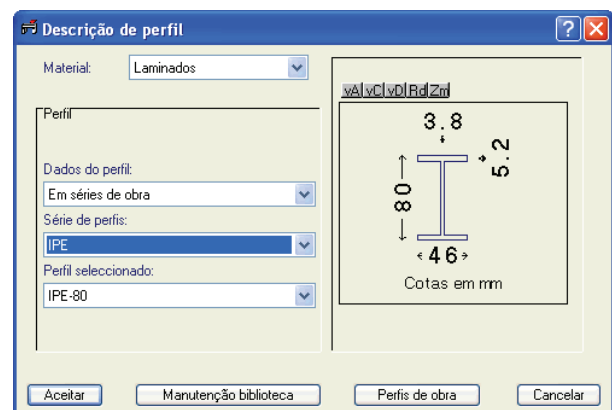 Descrição de perfil
Material:
Laminados
Perfil
Dados do perfil:
Em séries de obra
Série de perfis:
IPE
Perfil seleccionado:
IPE-80
vA vC vD Rd Zm
3.8
5.2
80
46
Cotas em mm
Aceitar
Manutenção biblioteca
Perfis de obra
Cancelar